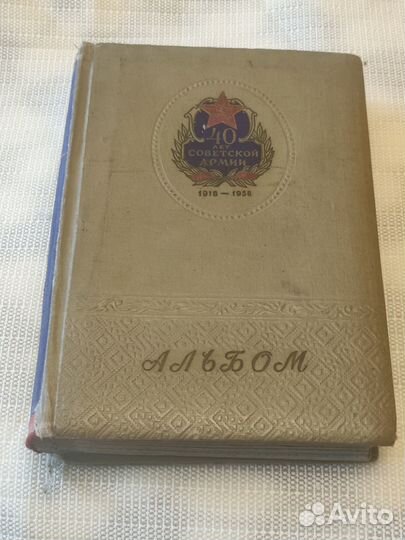 40
ЛЕТ
СОВЕТСКОЙ
АРМИИ
1918 — 1958
АЛЬБОМ
Avito